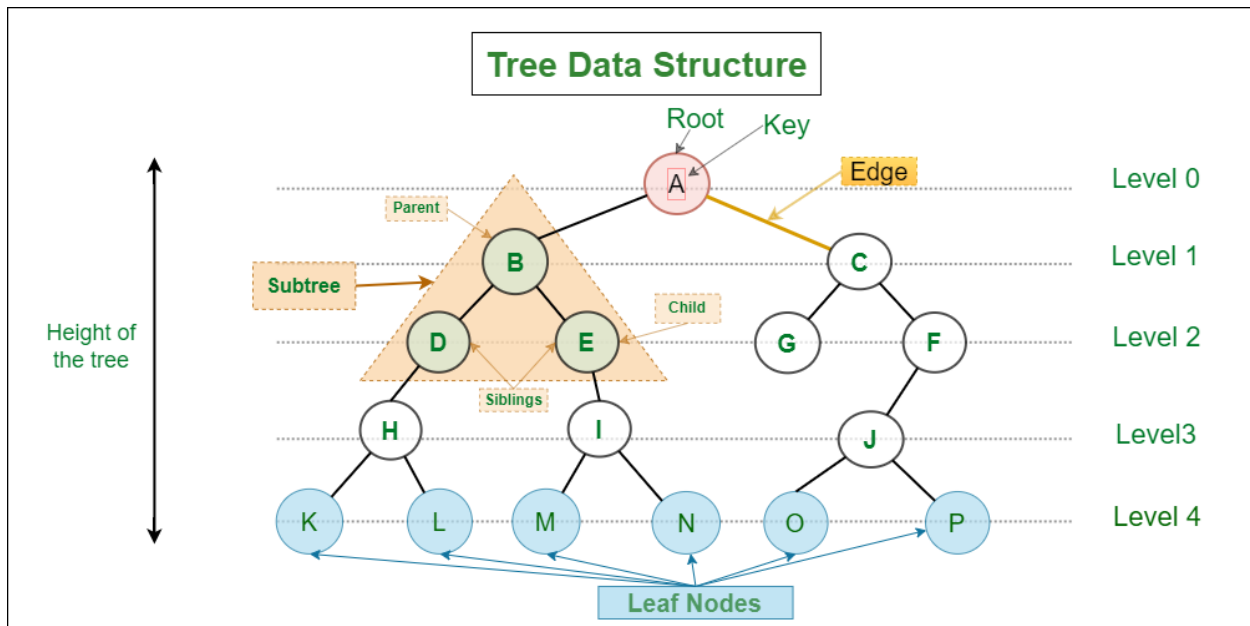 Tree Data Structure
Root
Key
A
Edge
Level 0
Parent
B
C
Level 1
Subtree
Child
Height of
the tree
D
E
G
F
Level 2
Siblings
H
I
J
Level3
K
L
M
N
O
P
Level 4
Leaf Nodes